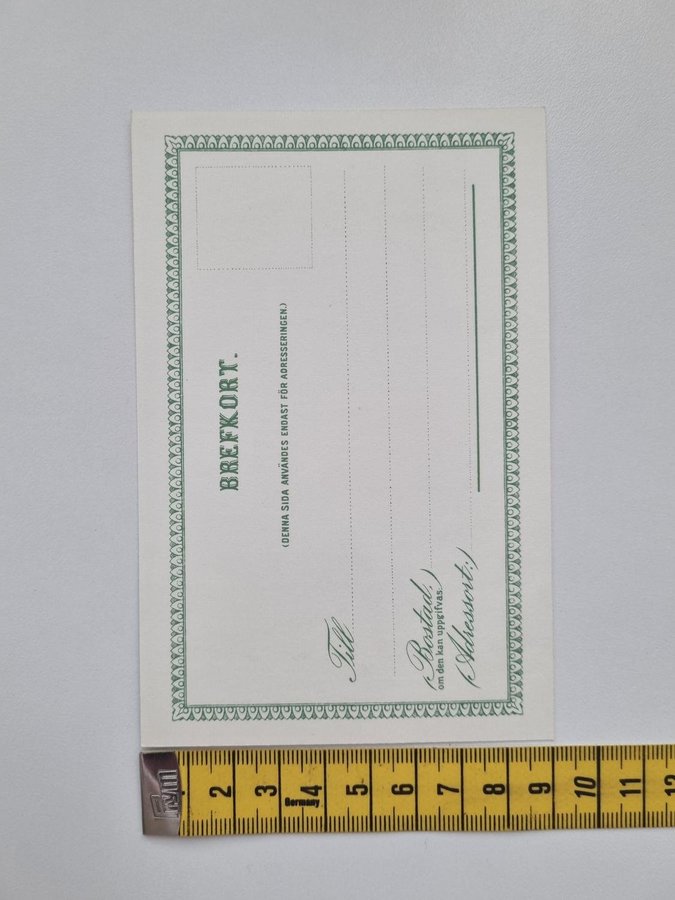 BREFKORT.
(DENNA SIDA ANVÄNDES ENDAST FÖR ADRESSERINGEN.)
Till
(Bostad:)
om den kan uppgifvas.
(Adressort:)
2 3 4 5 6 7 8 9 10 11 12
Germany